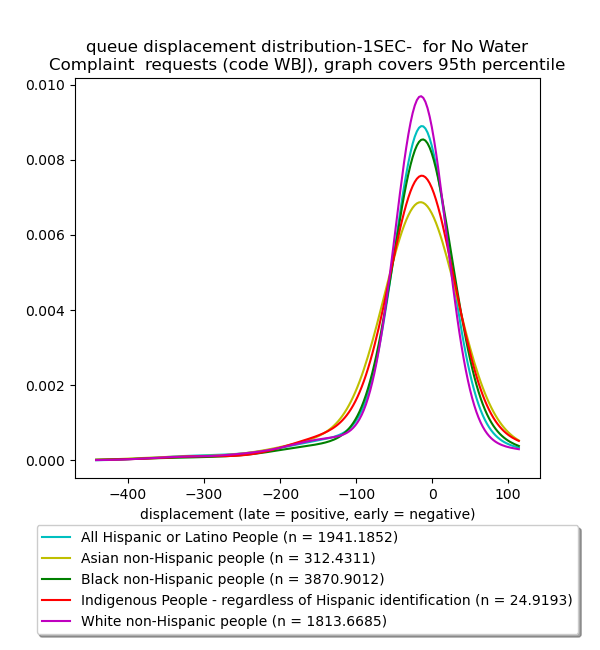 queue displacement distribution-1SEC-  for No Water
Complaint  requests (code WBJ), graph covers 95th percentile
0.010
0.008
0.006
0.004
0.002
0.000
−400 −300 −200 −100 0 100
displacement (late = positive, early = negative)
All Hispanic or Latino People (n = 1941.1852)
Asian non-Hispanic people (n = 312.4311)
Black non-Hispanic people (n = 3870.9012)
Indigenous People - regardless of Hispanic identification (n = 24.9193)
White non-Hispanic people (n = 1813.6685)